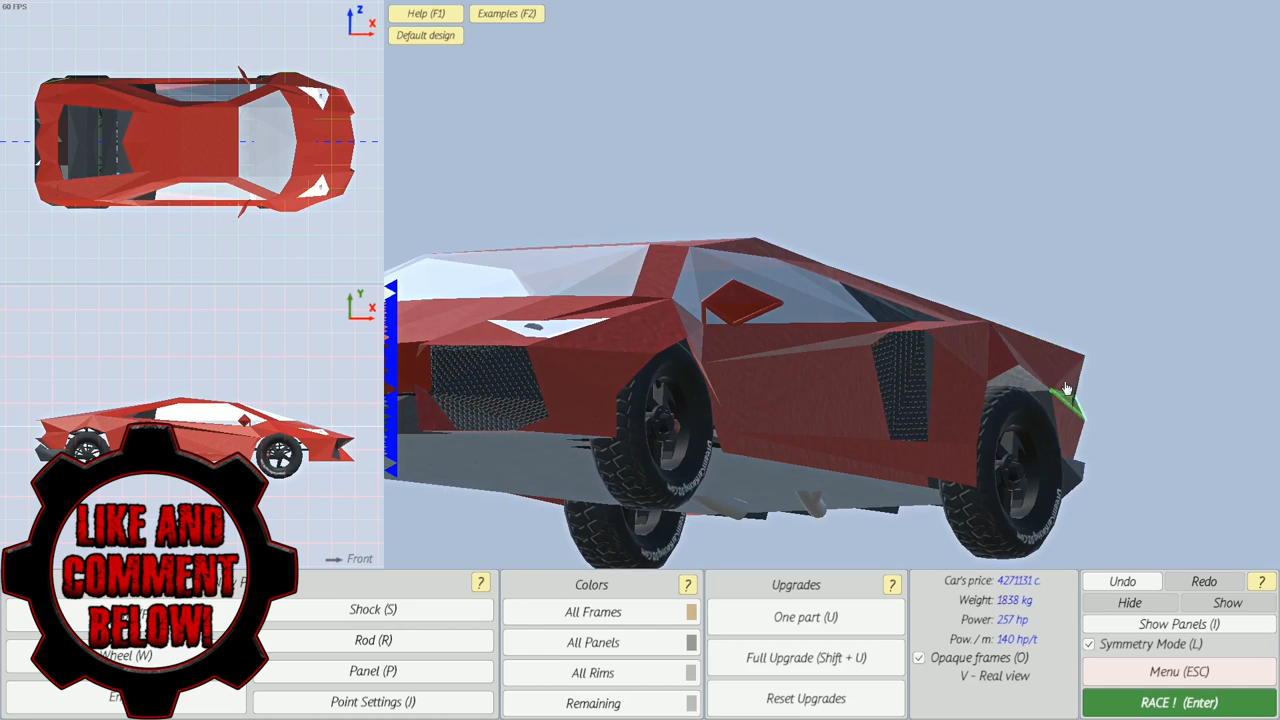 60 FPS
Z
X
Help (F1)
Examples (F2)
Default design
Y
X
Front
LIKE AND
COMMENT
BELOW!
?
Shock (S)
Rod (R)
Wheel (W)
Panel (P)
Point Settings (J)
Colors
?
All Frames
All Panels
All Rims
Remaining
Upgrades
?
One part (U)
Full Upgrade (Shift + U)
Reset Upgrades
Car's price: 4271131 c.
Weight: 1838 kg
Power: 257 hp
Pow. / m: 140 hp/t
Opaque frames (O)
V - Real view
Undo
Redo
?
Hide
Show
Show Panels (I)
Symmetry Mode (L)
Menu (ESC)
RACE ! (Enter)